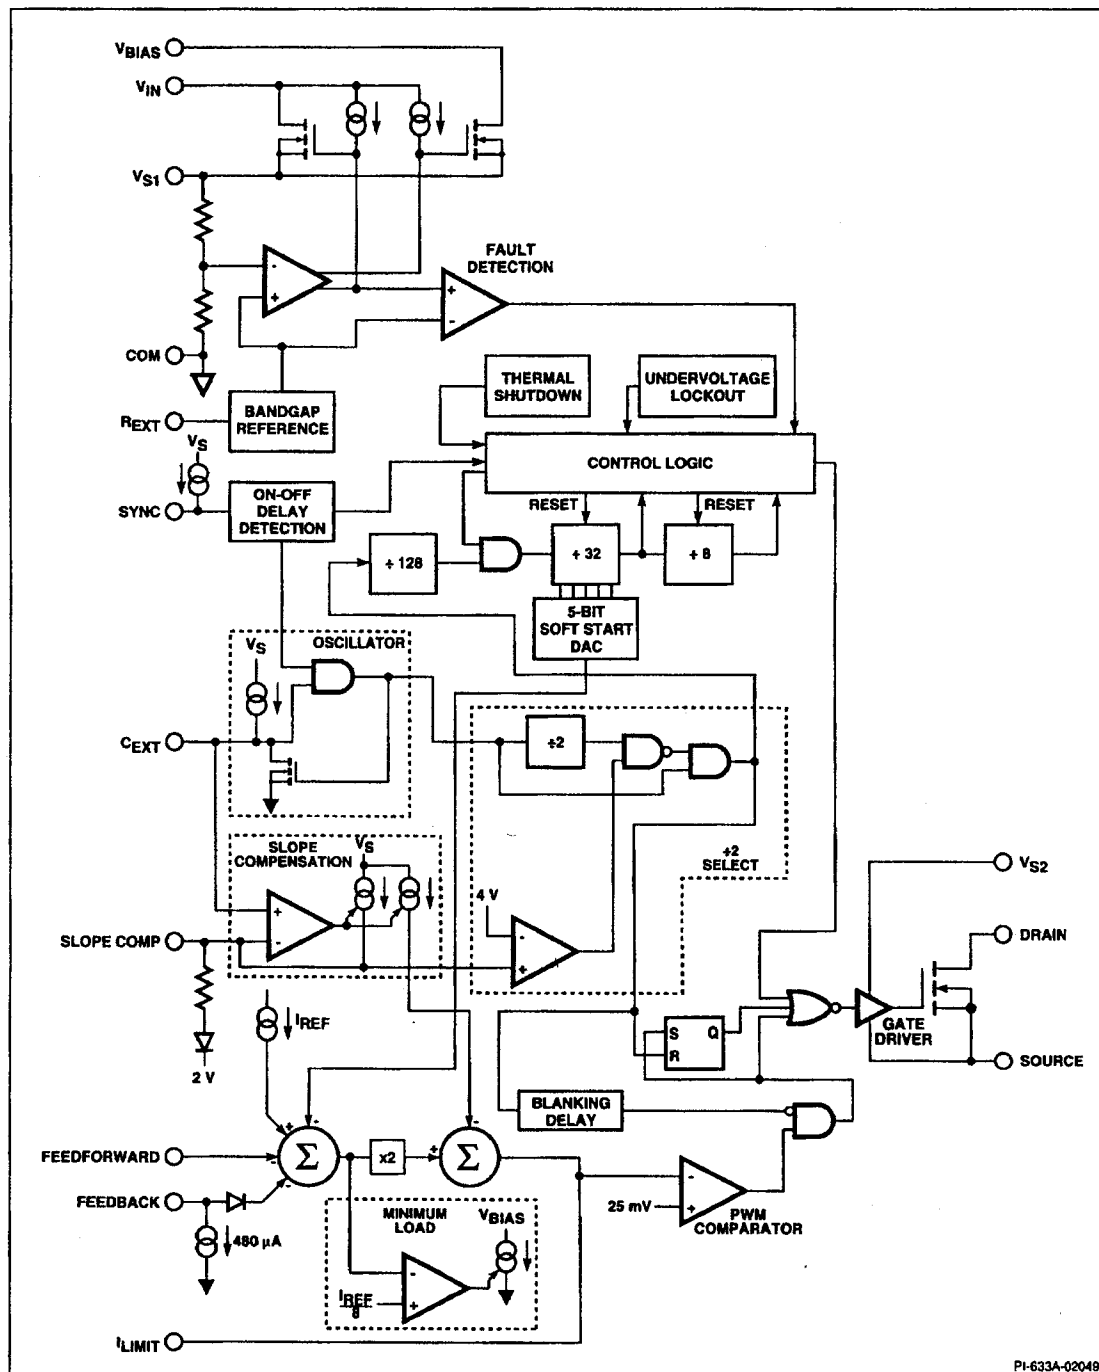 VBIAS
VIN
VS1
FAULT
DETECTION
-
+
+
-
COM
THERMAL
SHUTDOWN
UNDERVOLTAGE
LOCKOUT
REXT
BANDGAP
REFERENCE
VS
CONTROL LOGIC
SYNC
ON-OFF
DELAY
DETECTION
RESET
RESET
÷ 128
÷ 32
÷ 8
5-BIT
SOFT START
DAC
OSCILLATOR
VS
CEXT
÷2
SLOPE
COMPENSATION
VS
÷2
SELECT
VS2
4 V
+
-
-
+
SLOPE COMP
DRAIN
IREF
S
Q
R
GATE
DRIVER
SOURCE
2 V
BLANKING
DELAY
+
-
-
-
-
FEEDFORWARD
Σ
x2
+
Σ
FEEDBACK
480 µA
MINIMUM
LOAD
VBIAS
-
25 mV
+
PWM
COMPARATOR
-
IREF
8
+
ILIMIT
PI-633A-02049